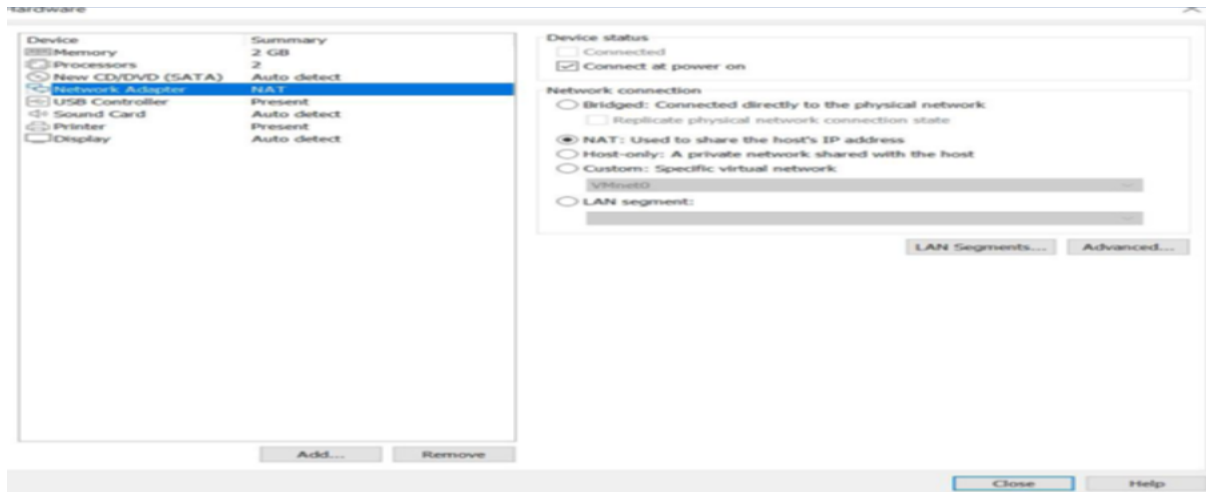 Hardware
Device Summary
Memory 2 GB
Processors 2
New CD/DVD (SATA) Auto detect
Network Adapter NAT
USB Controller Present
Sound Card Auto detect
Printer Present
Display Auto detect
Add... Remove
Device status
Connected
Connect at power on
Network connection
Bridged: Connected directly to the physical network
Replicate physical network connection state
NAT: Used to share the host's IP address
Host-only: A private network shared with the host
Custom: Specific virtual network
VMnet0
LAN segment:
LAN Segments... Advanced...
Close Help